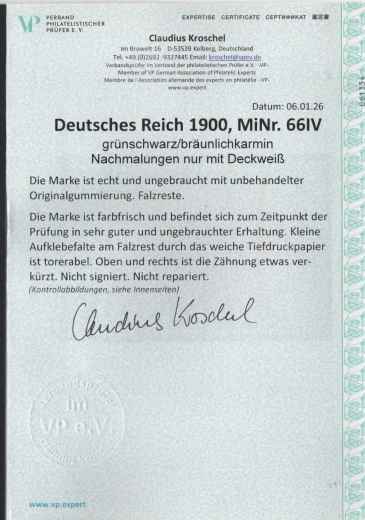 VP VERBAND
PHILATELISTISCHER
PRÜFER E. V.
EXPERTISE CERTIFICATE СЕРТИФИКАТ 鑑定書
Claudius Kroschel
Im Browelt 16 D-53539 Kelberg, Deutschland
Tel. +49 (0)2692 -9327445 Email: kroschel@vpev.de
Verbandsprüfer im Verband der philatelistischen Prüfer e.V. -VP-
Member of VP German Association of Philatelic Experts
Membre de l´Association allemande des experts en philatélie -VP-
www.vp.expert
061334
Datum: 06.01.26
Deutsches Reich 1900, MiNr. 66IV
grünschwarz/bräunlichkarmin
Nachmalungen nur mit Deckweiß
Die Marke ist echt und ungebraucht mit unbehandelter
Originalgummierung. Falzreste.
Die Marke ist farbfrisch und befindet sich zum Zeitpunkt der
Prüfung in sehr guter und ungebrauchter Erhaltung. Kleine
Aufklebefalte am Falzrest durch das weiche Tiefdruckpapier
ist torerabel. Oben und rechts ist die Zähnung etwas ver-
kürzt. Nicht signiert. Nicht repariert.
(Kontrollabbildungen, siehe Innenseiten)
Claudius Kroschel
im
VP e.V.
www.vp.expert